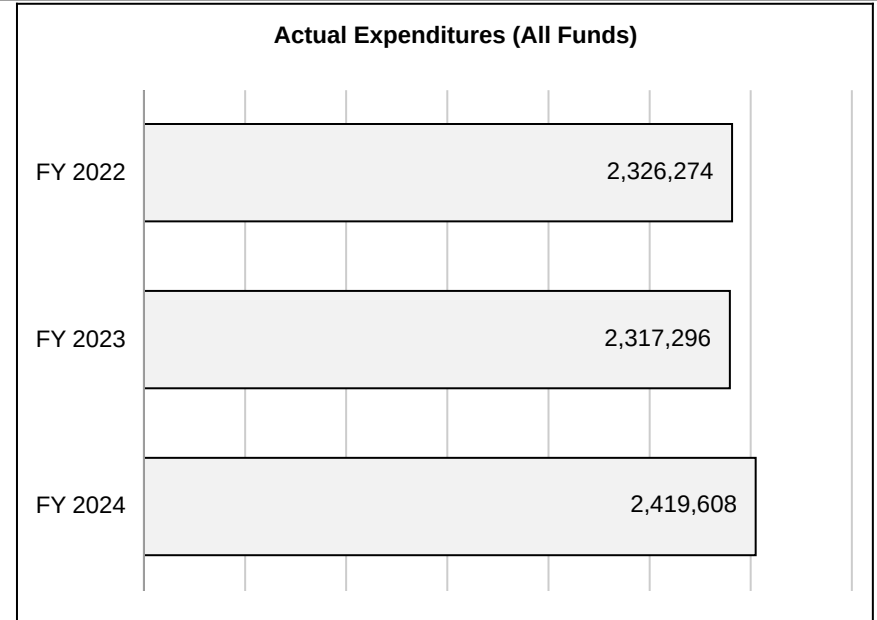 Actual Expenditures (All Funds)
FY 2022
2,326,274
FY 2023
2,317,296
FY 2024
2,419,608